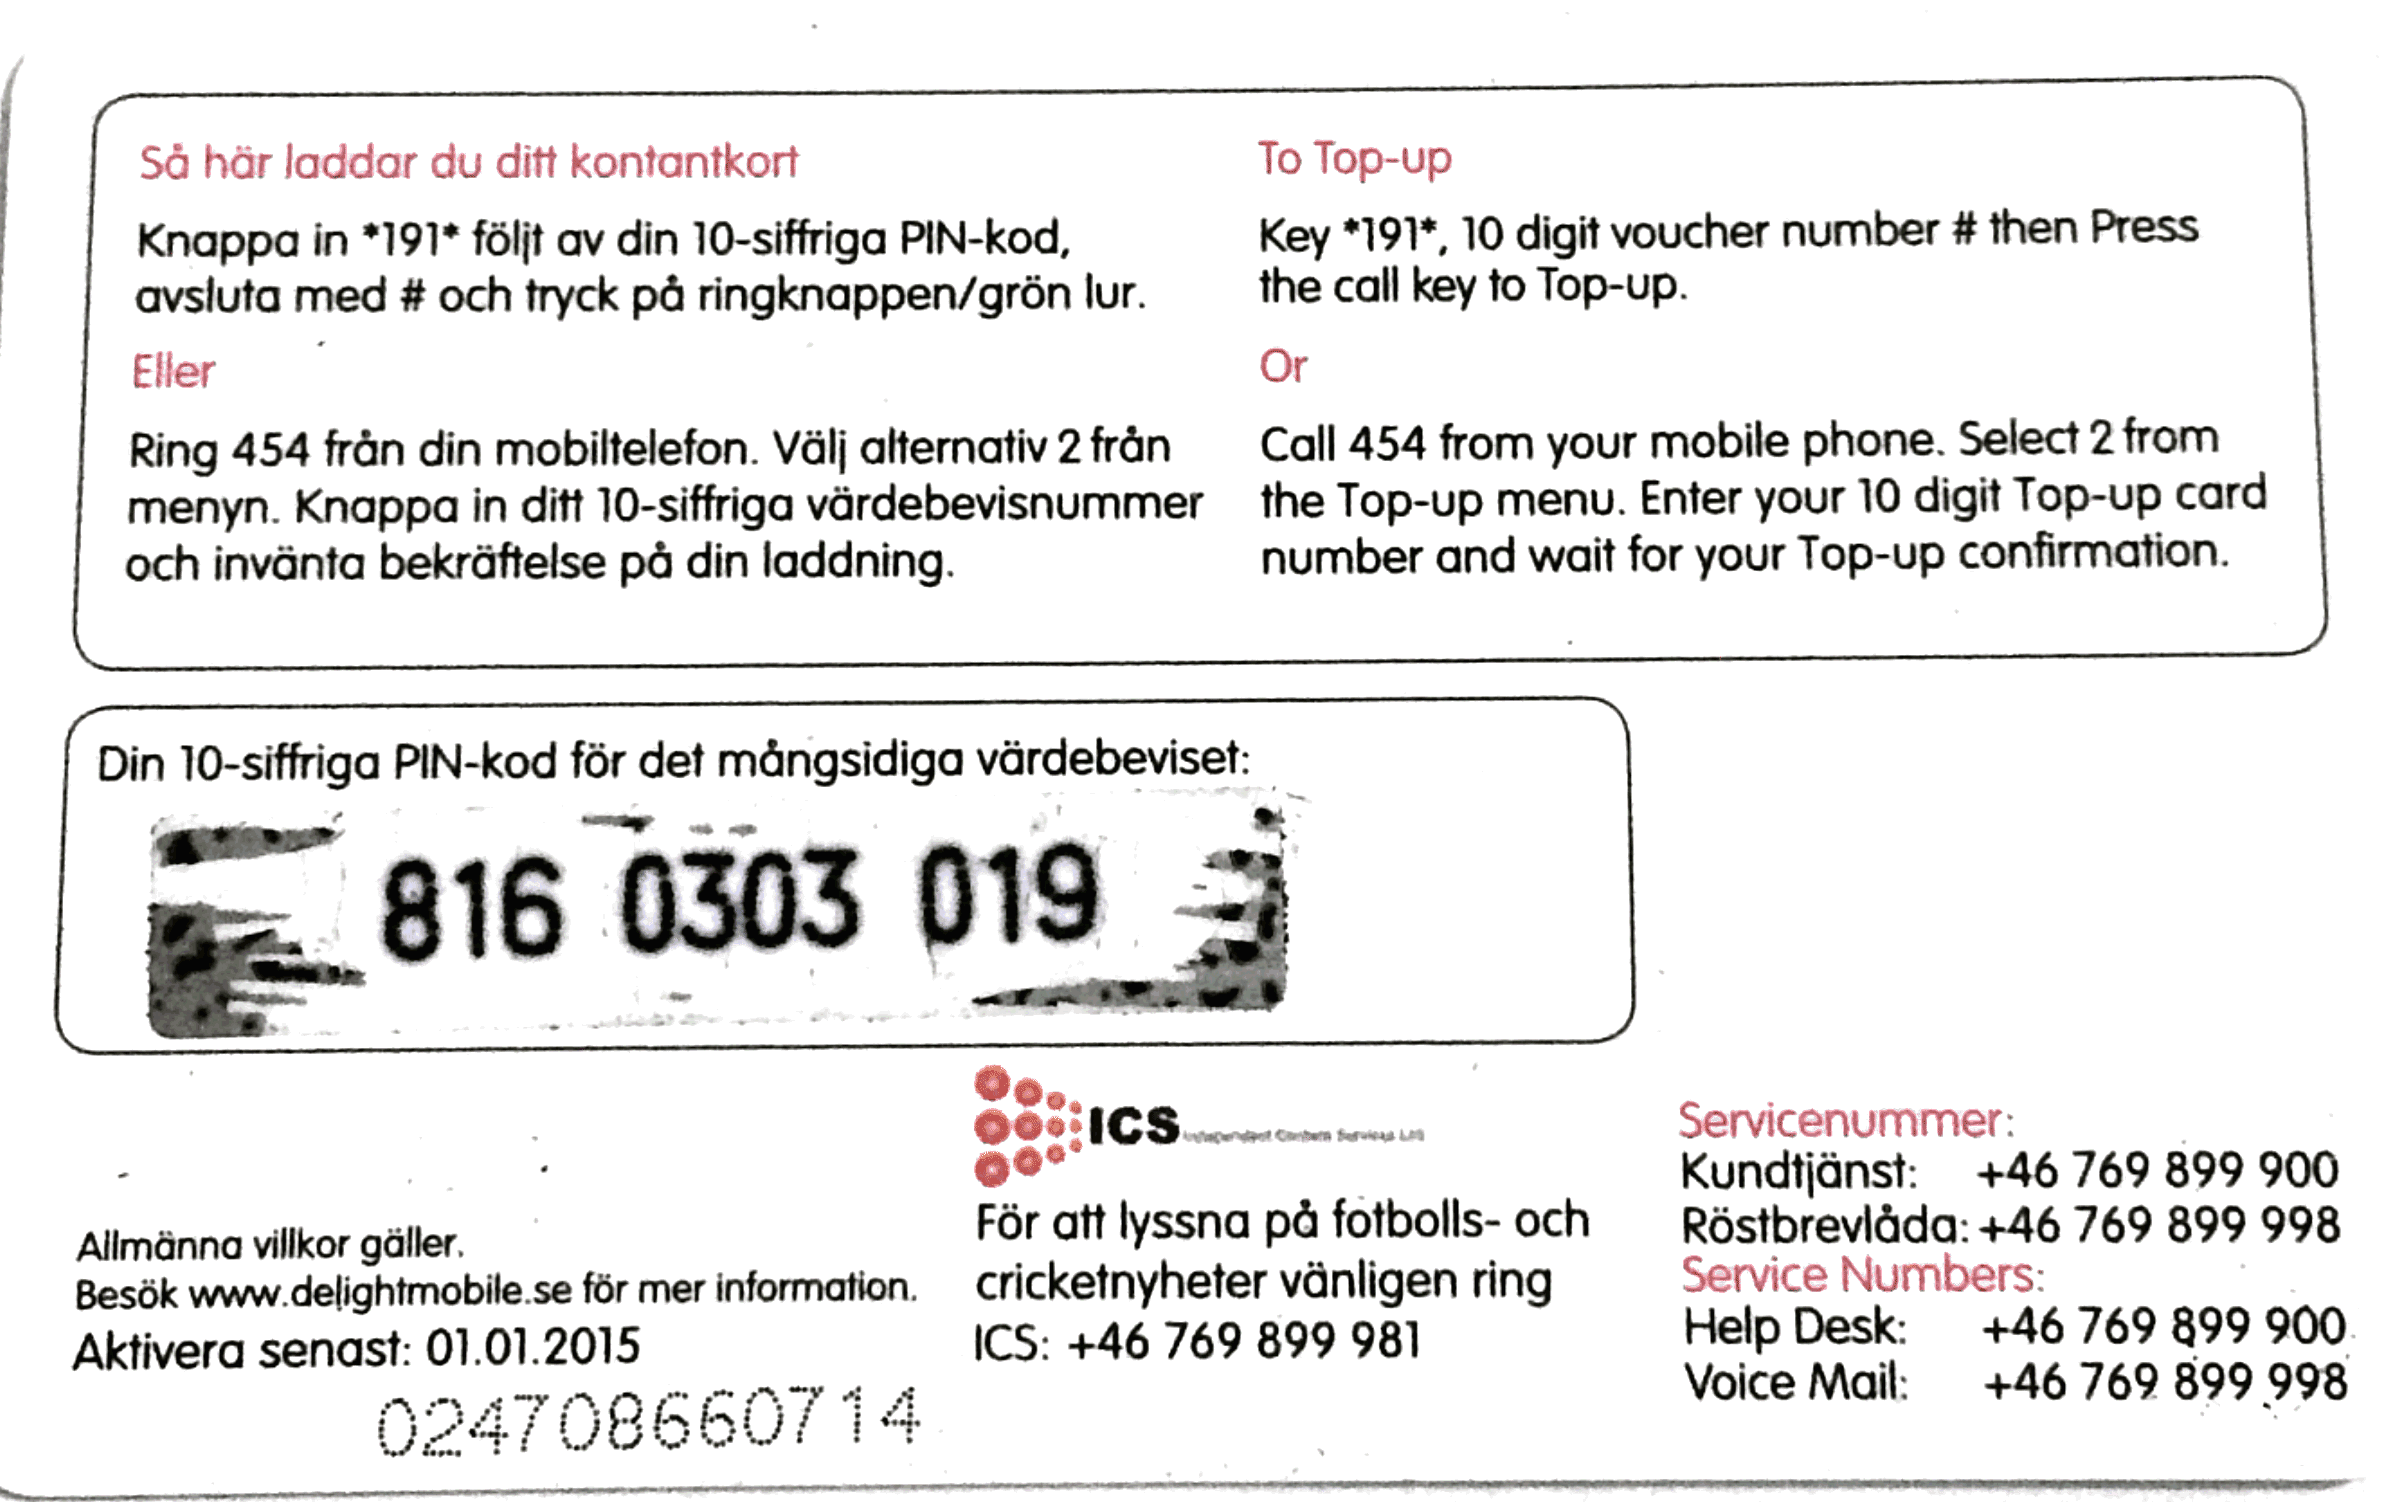 Så här laddar du ditt kontantkort
Knappa in *191* följt av din 10-siffriga PIN-kod,
avsluta med # och tryck på ringknappen/grön lur.
Eller
Ring 454 från din mobiltelefon. Välj alternativ 2 från
menyn. Knappa in ditt 10-siffriga värdebevisnummer
och invänta bekräftelse på din laddning.
To Top-up
Key *191*, 10 digit voucher number # then Press
the call key to Top-up.
Or
Call 454 from your mobile phone. Select 2 from
the Top-up menu. Enter your 10 digit Top-up card
number and wait for your Top-up confirmation.
Din 10-siffriga PIN-kod för det mångsidiga värdebeviset:
816 0303 019
Allmänna villkor gäller.
Besök www.delightmobile.se för mer information.
Aktivera senast: 01.01.2015
024708660714
ICS Independent Content Services Ltd
För att lyssna på fotbolls- och
cricketnyheter vänligen ring
ICS: +46 769 899 981
Servicenummer:
Kundtjänst: +46 769 899 900
Röstbrevlåda: +46 769 899 998
Service Numbers:
Help Desk: +46 769 899 900
Voice Mail: +46 769 899 998